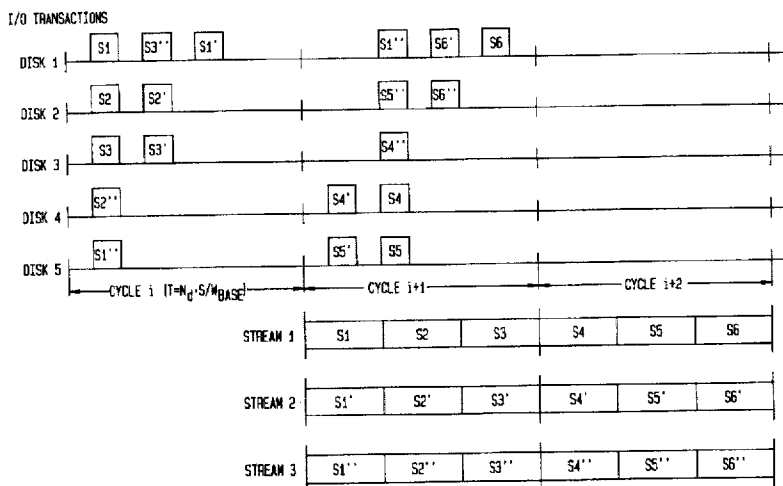 I/O TRANSACTIONS
DISK 1 S1 S3'' S1' S1'' S6' S6
DISK 2 S2 S2' S5'' S6''
DISK 3 S3 S3' S4''
DISK 4 S2'' S4' S4
DISK 5 S1'' S5' S5
CYCLE i (T=Nd·S/WBASE) CYCLE i+1 CYCLE i+2
STREAM 1 S1 S2 S3 S4 S5 S6
STREAM 2 S1' S2' S3' S4' S5' S6'
STREAM 3 S1'' S2'' S3'' S4'' S5'' S6''